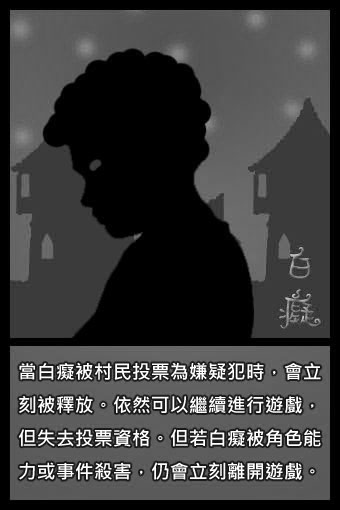 白
癡
當白癡被村民投票為嫌疑犯時，會立
刻被釋放。依然可以繼續進行遊戲，
但失去投票資格。但若白癡被角色能
力或事件殺害，仍會立刻離開遊戲。